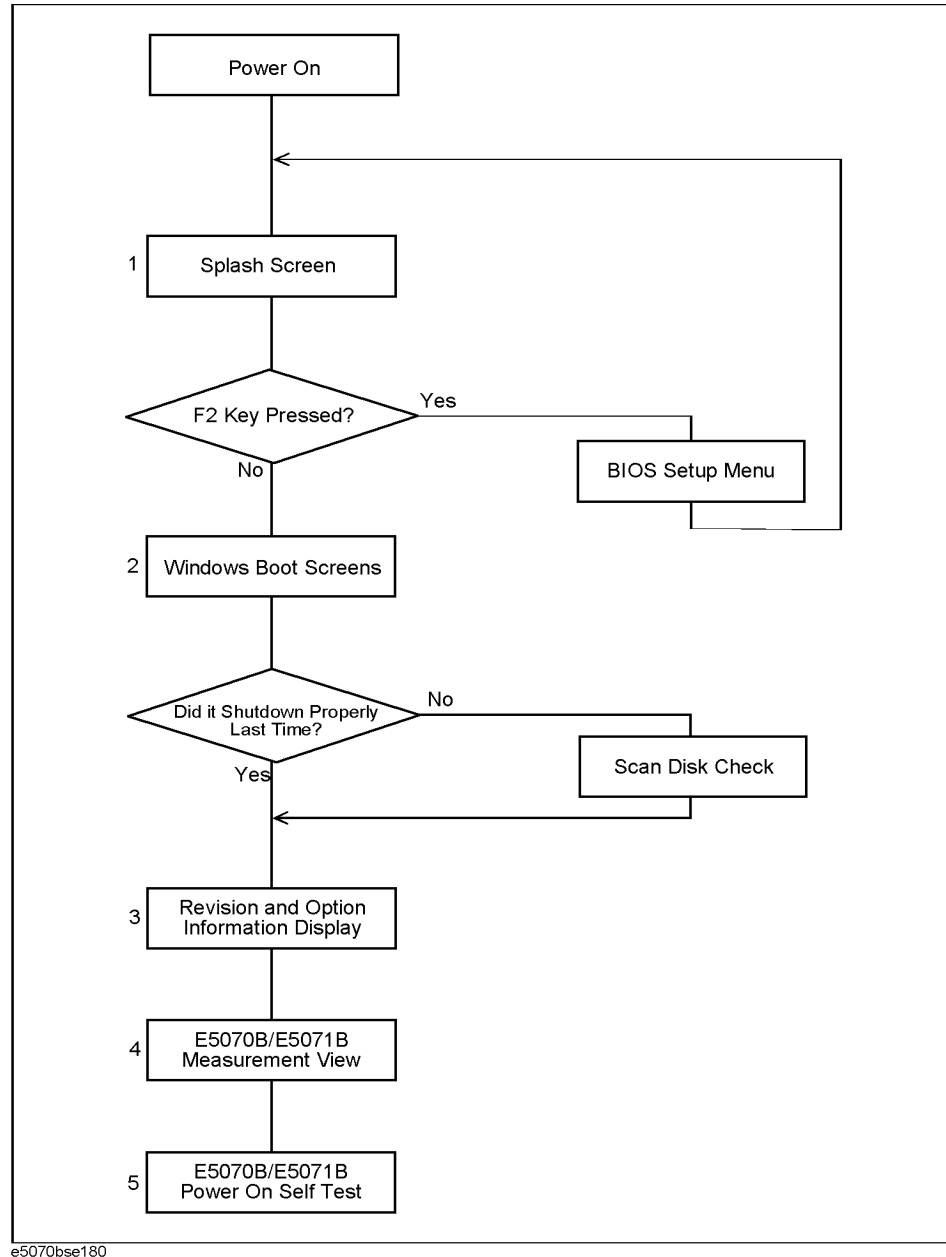 Power On
1 Splash Screen
F2 Key Pressed?
Yes
No
BIOS Setup Menu
2 Windows Boot Screens
Did it Shutdown Properly
Last Time?
No
Yes
Scan Disk Check
3 Revision and Option
Information Display
4 E5070B/E5071B
Measurement View
5 E5070B/E5071B
Power On Self Test
e5070bse180